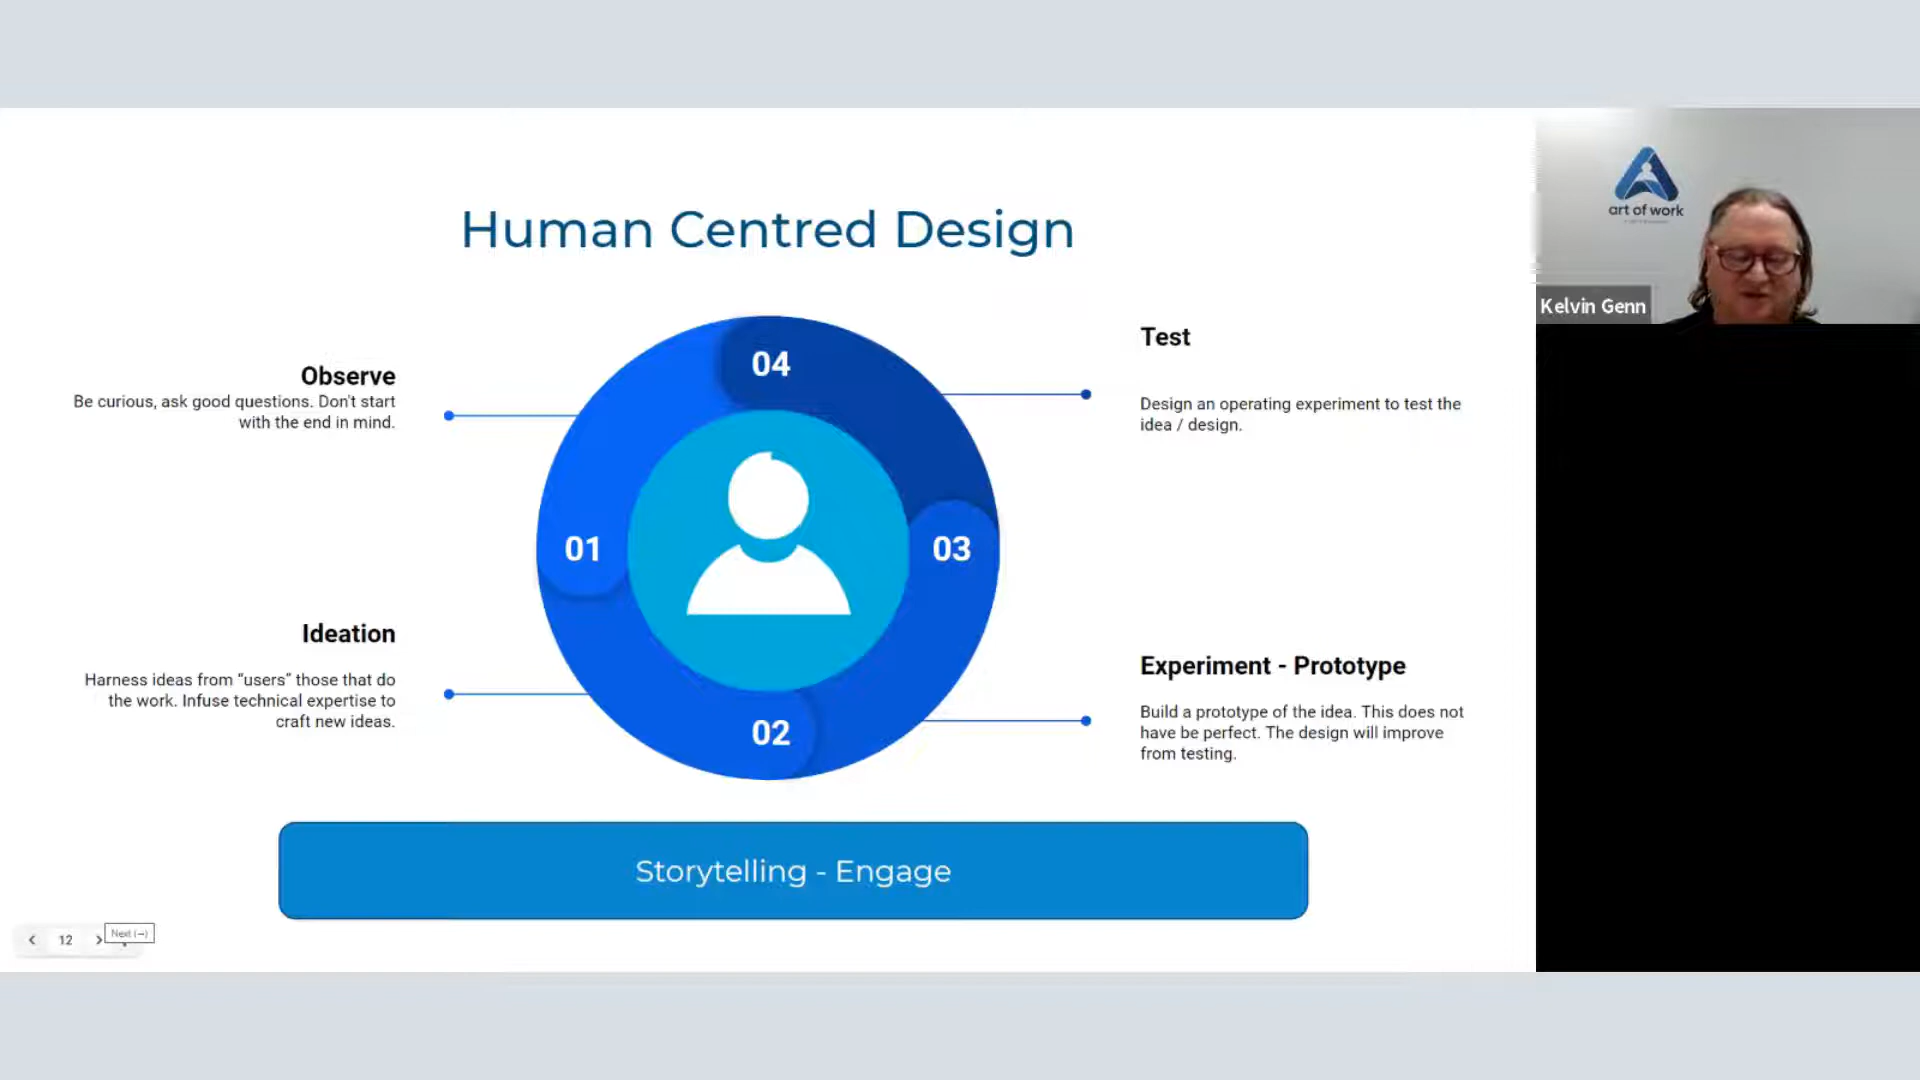 Human Centred Design
Observe
Be curious, ask good questions. Don't start
with the end in mind.
Ideation
Harness ideas from “users” those that do
the work. Infuse technical expertise to
craft new ideas.
01
02
03
04
Test
Design an operating experiment to test the
idea / design.
Experiment - Prototype
Build a prototype of the idea. This does not
have be perfect. The design will improve
from testing.
Storytelling - Engage
12
Next (→)
art of work
Kelvin Genn